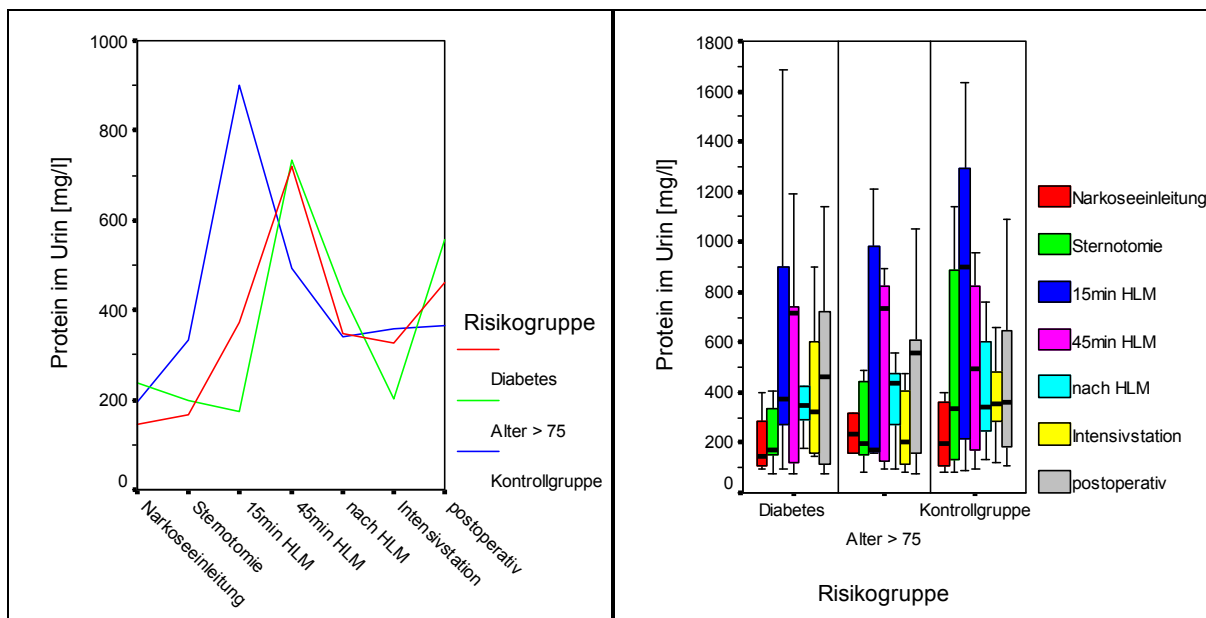 Protein im Urin [mg/l]
1000
800
600
400
200
0
Narkoseeinleitung
Sternotomie
15min HLM
45min HLM
nach HLM
Intensivstation
postoperativ
Risikogruppe
Diabetes
Alter > 75
Kontrollgruppe
Protein im Urin [mg/l]
1800
1600
1400
1200
1000
800
600
400
200
0
Diabetes
Alter > 75
Kontrollgruppe
Risikogruppe
Narkoseeinleitung
Sternotomie
15min HLM
45min HLM
nach HLM
Intensivstation
postoperativ